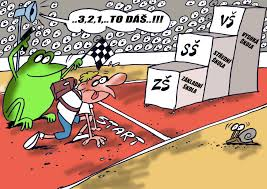 ..3,2,1,..TO DÁŠ..!!!
VŠ
VYSOKÁ ŠKOLA
SŠ
STŘEDNÍ ŠKOLA
ZŠ
ZÁKLADNÍ ŠKOLA
START